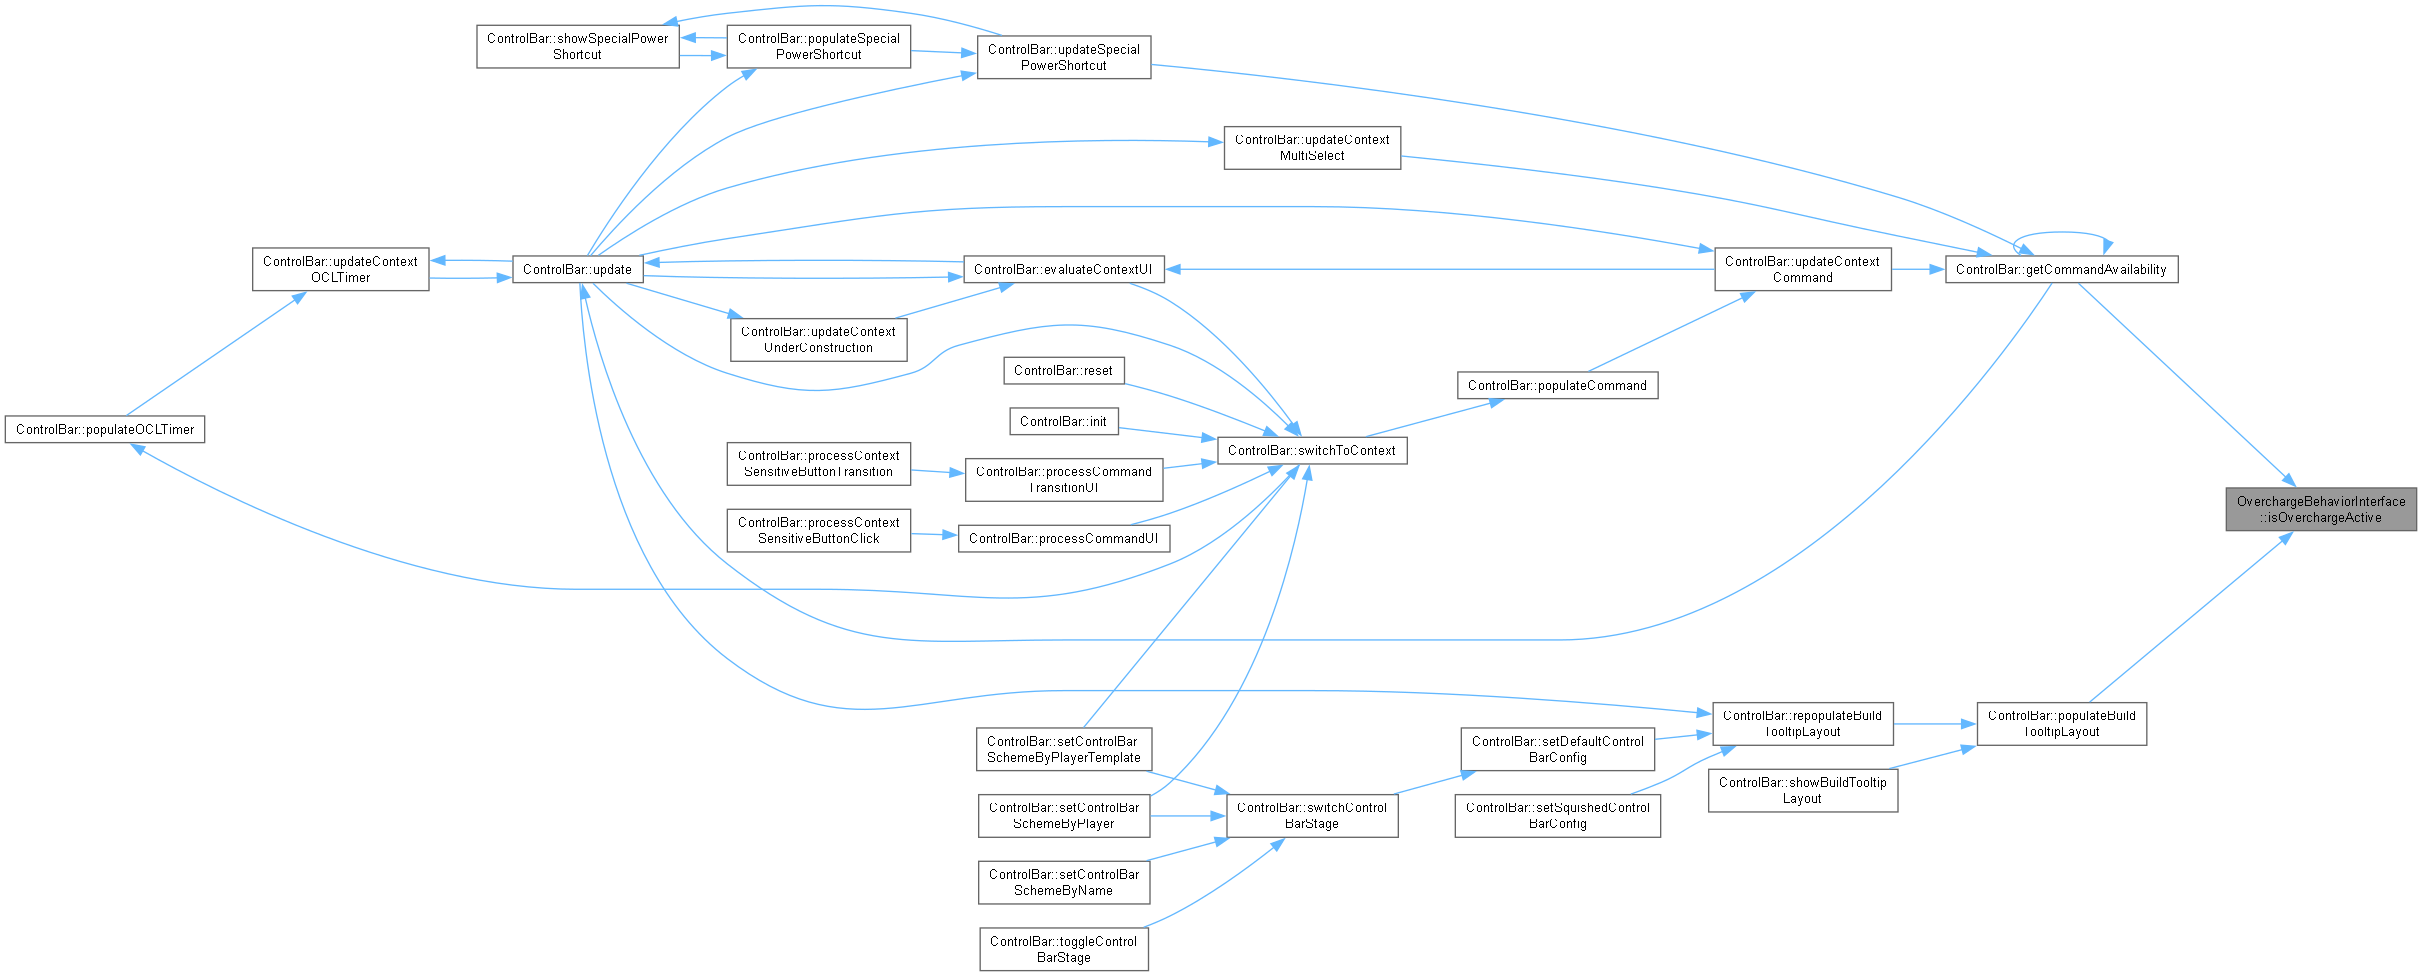 ControlBar::showSpecialPower
Shortcut
ControlBar::populateSpecial
PowerShortcut
ControlBar::updateSpecial
PowerShortcut
ControlBar::updateContext
MultiSelect
ControlBar::updateContext
OCLTimer
ControlBar::update
ControlBar::evaluateContextUI
ControlBar::updateContext
Command
ControlBar::getCommandAvailability
ControlBar::updateContext
UnderConstruction
ControlBar::reset
ControlBar::populateCommand
ControlBar::init
ControlBar::populateOCLTimer
ControlBar::switchToContext
ControlBar::processContext
SensitiveButtonTransition
ControlBar::processCommand
TransitionUI
ControlBar::processContext
SensitiveButtonClick
ControlBar::processCommandUI
OverchargeBehaviorInterface
::isOverchargeActive
ControlBar::setControlBar
SchemeByPlayerTemplate
ControlBar::setDefaultControl
BarConfig
ControlBar::repopulateBuild
TooltipLayout
ControlBar::populateBuild
TooltipLayout
ControlBar::showBuildTooltip
Layout
ControlBar::setControlBar
SchemeByPlayer
ControlBar::switchControl
BarStage
ControlBar::setSquishedControl
BarConfig
ControlBar::setControlBar
SchemeByName
ControlBar::toggleControl
BarStage